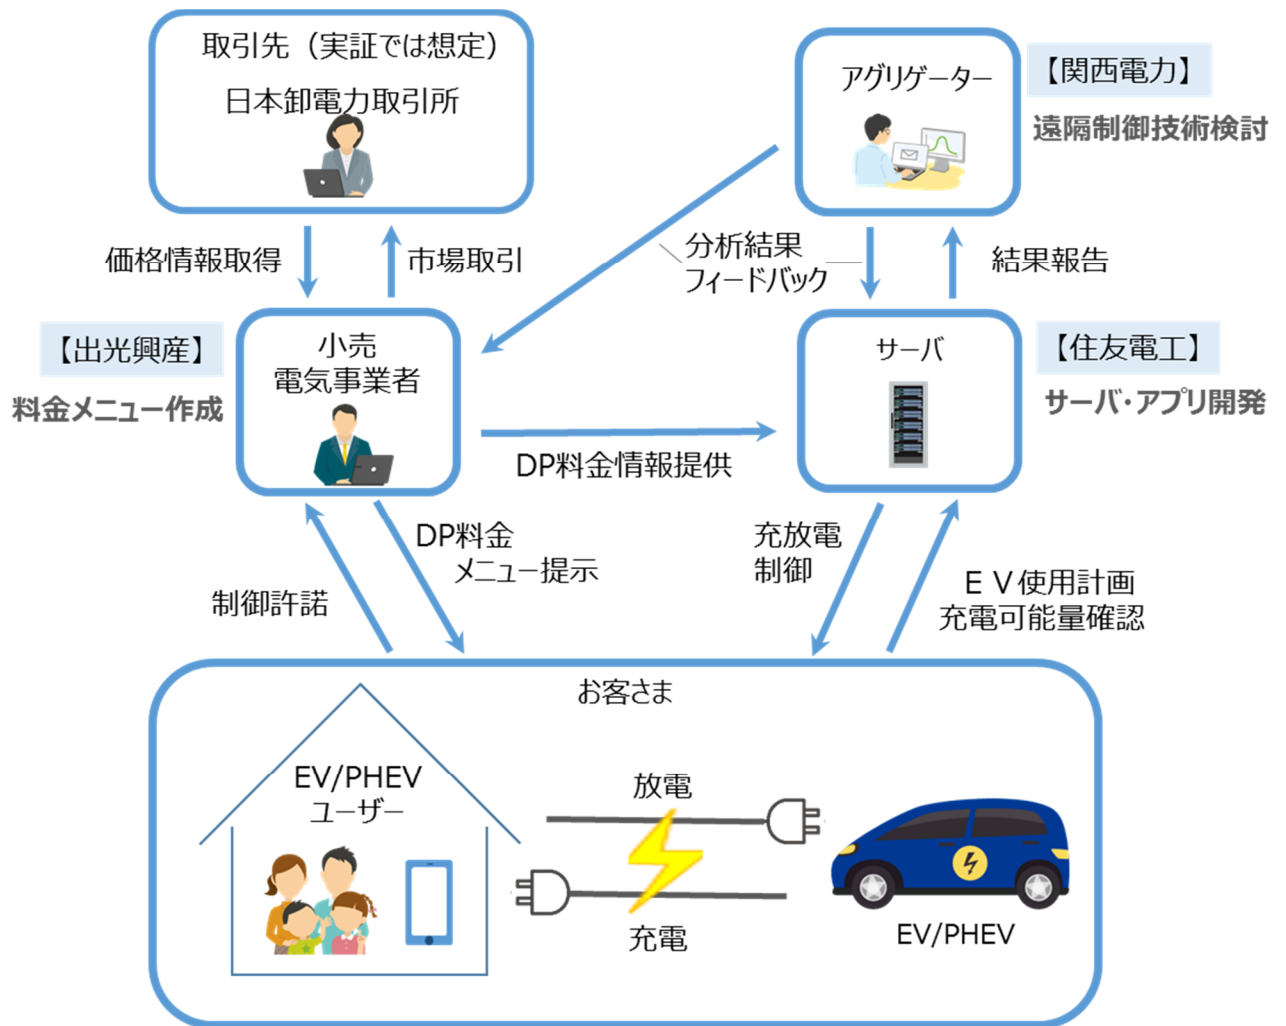 取引先（実証では想定）
日本卸電力取引所
アグリゲーター
【関西電力】
遠隔制御技術検討
価格情報取得
市場取引
分析結果
フィードバック
結果報告
【出光興産】
料金メニュー作成
小売
電気事業者
サーバ
【住友電工】
サーバ・アプリ開発
DP料金情報提供
制御許諾
DP料金
メニュー提示
充放電
制御
ＥＶ使用計画
充電可能量確認
お客さま
EV/PHEV
ユーザー
放電
充電
EV/PHEV